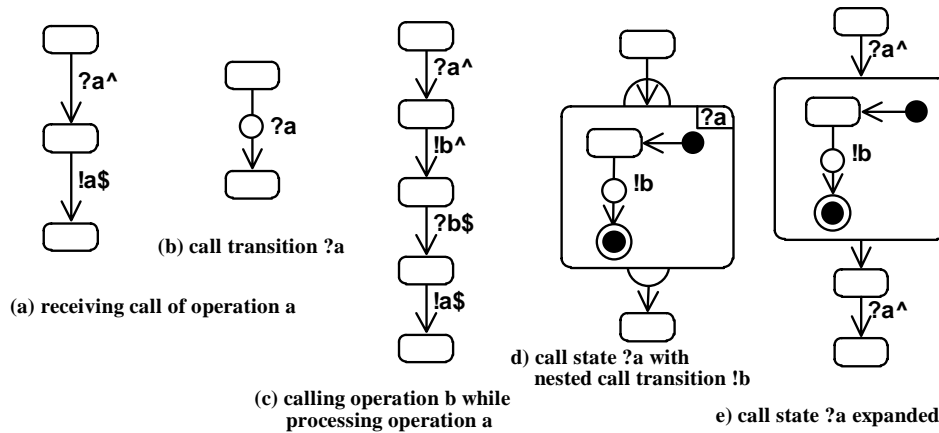 ?a^
!a$
(a) receiving call of operation a
?a
(b) call transition ?a
?a^
!b^
?b$
!a$
(c) calling operation b while
processing operation a
?a
!b
d) call state ?a with
nested call transition !b
?a^
!b
?a^
e) call state ?a expanded